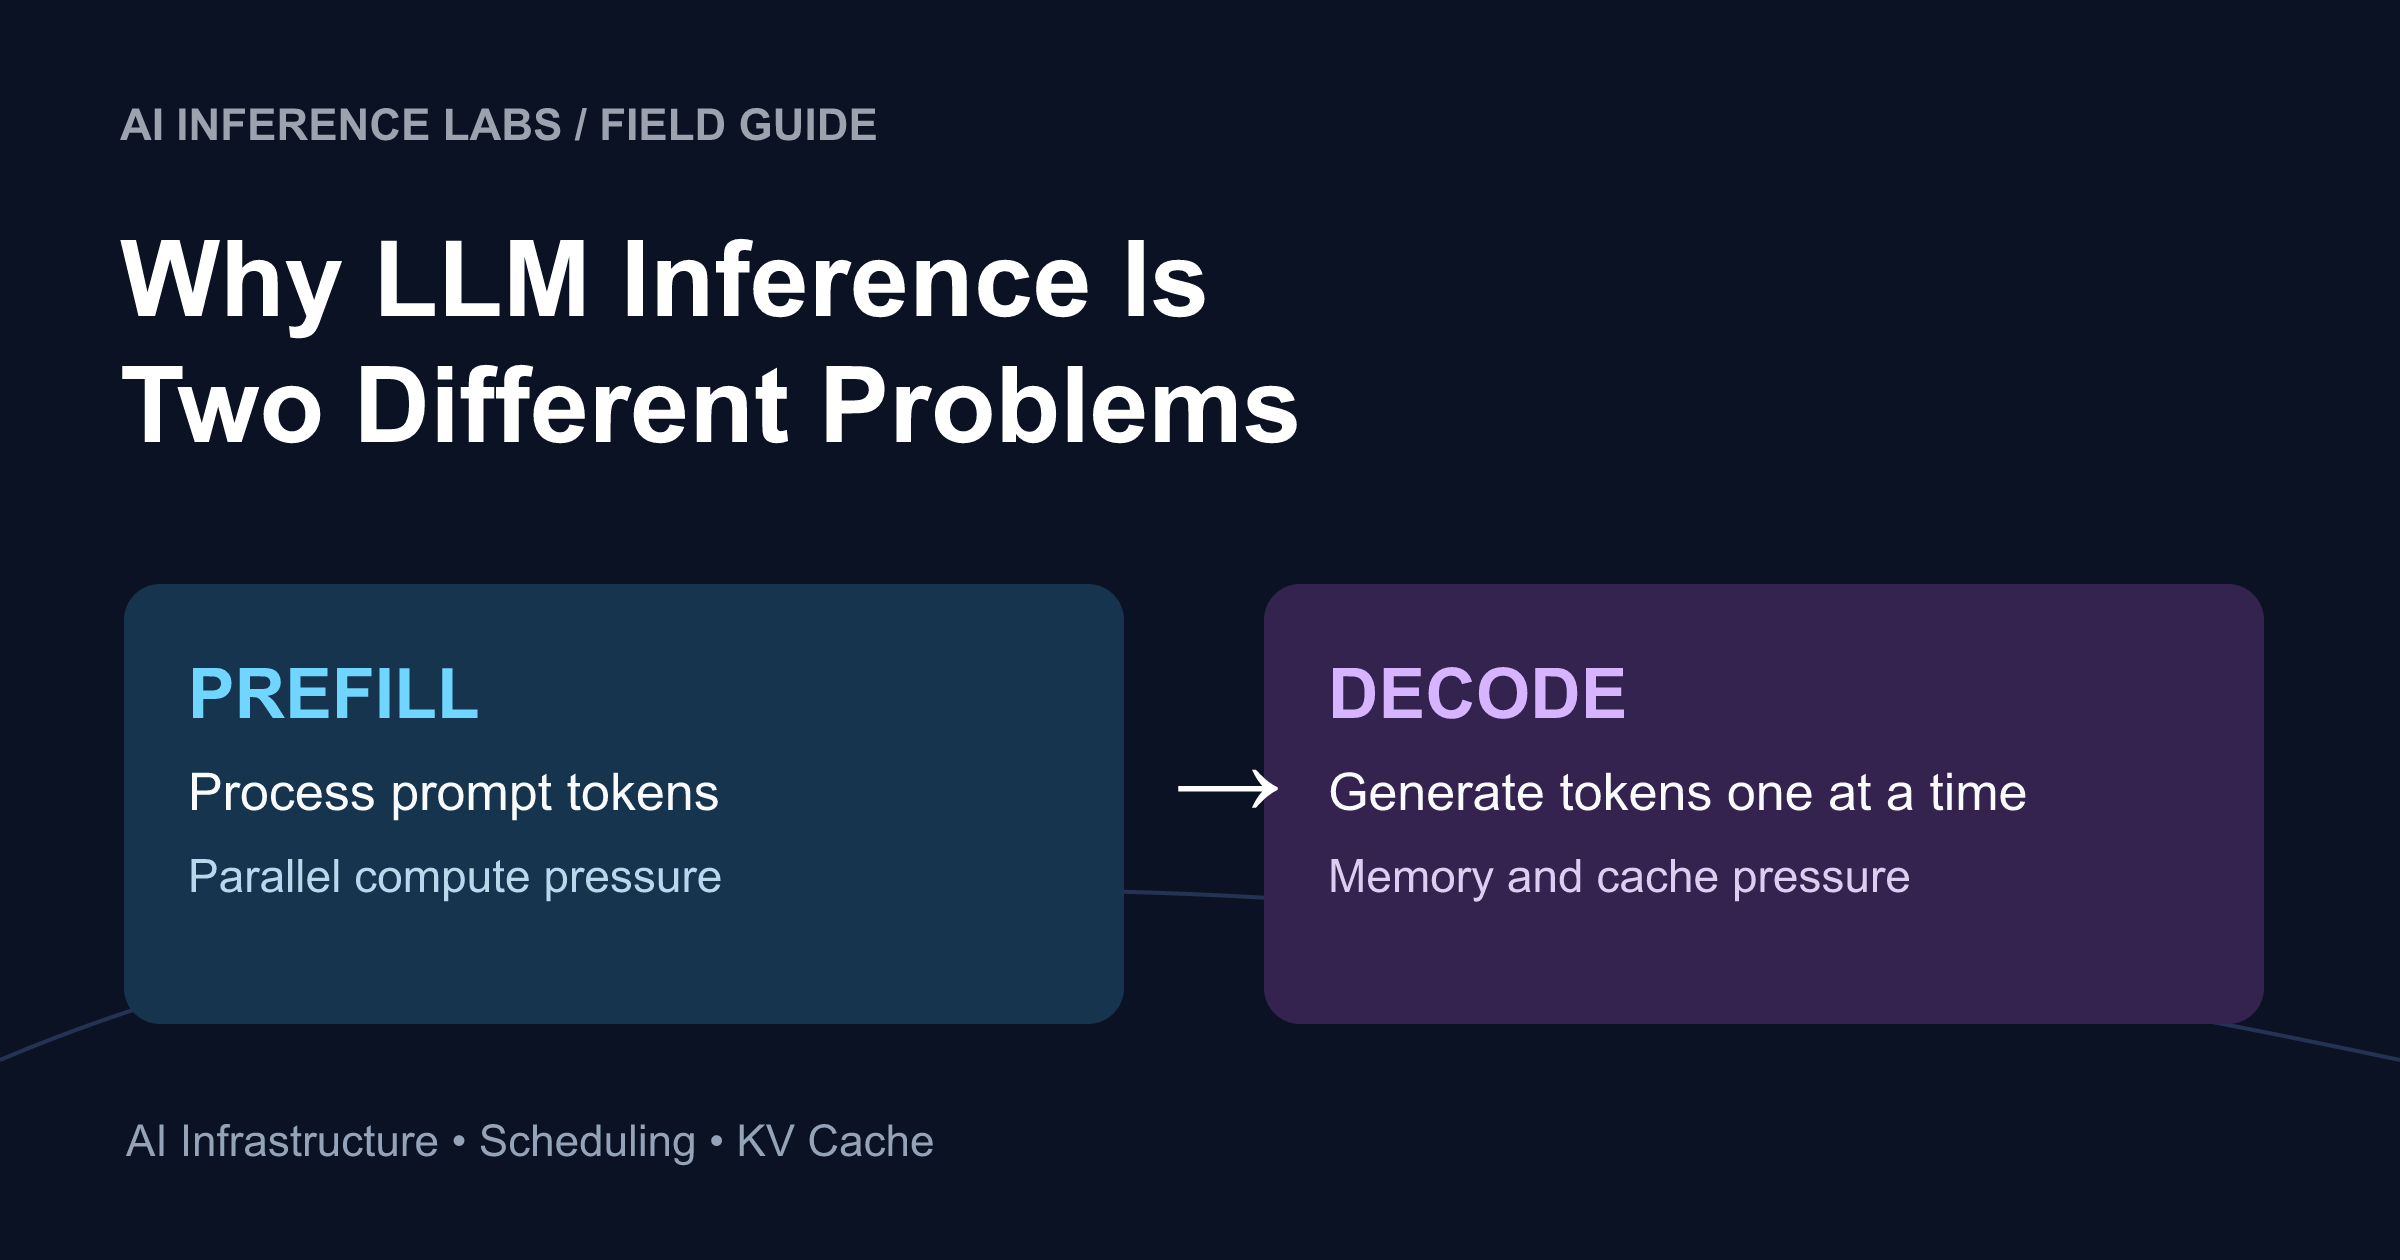 AI INFERENCE LABS / FIELD GUIDE
Why LLM Inference Is
Two Different Problems
PREFILL
Process prompt tokens
Parallel compute pressure
→
DECODE
Generate tokens one at a time
Memory and cache pressure
AI Infrastructure • Scheduling • KV Cache